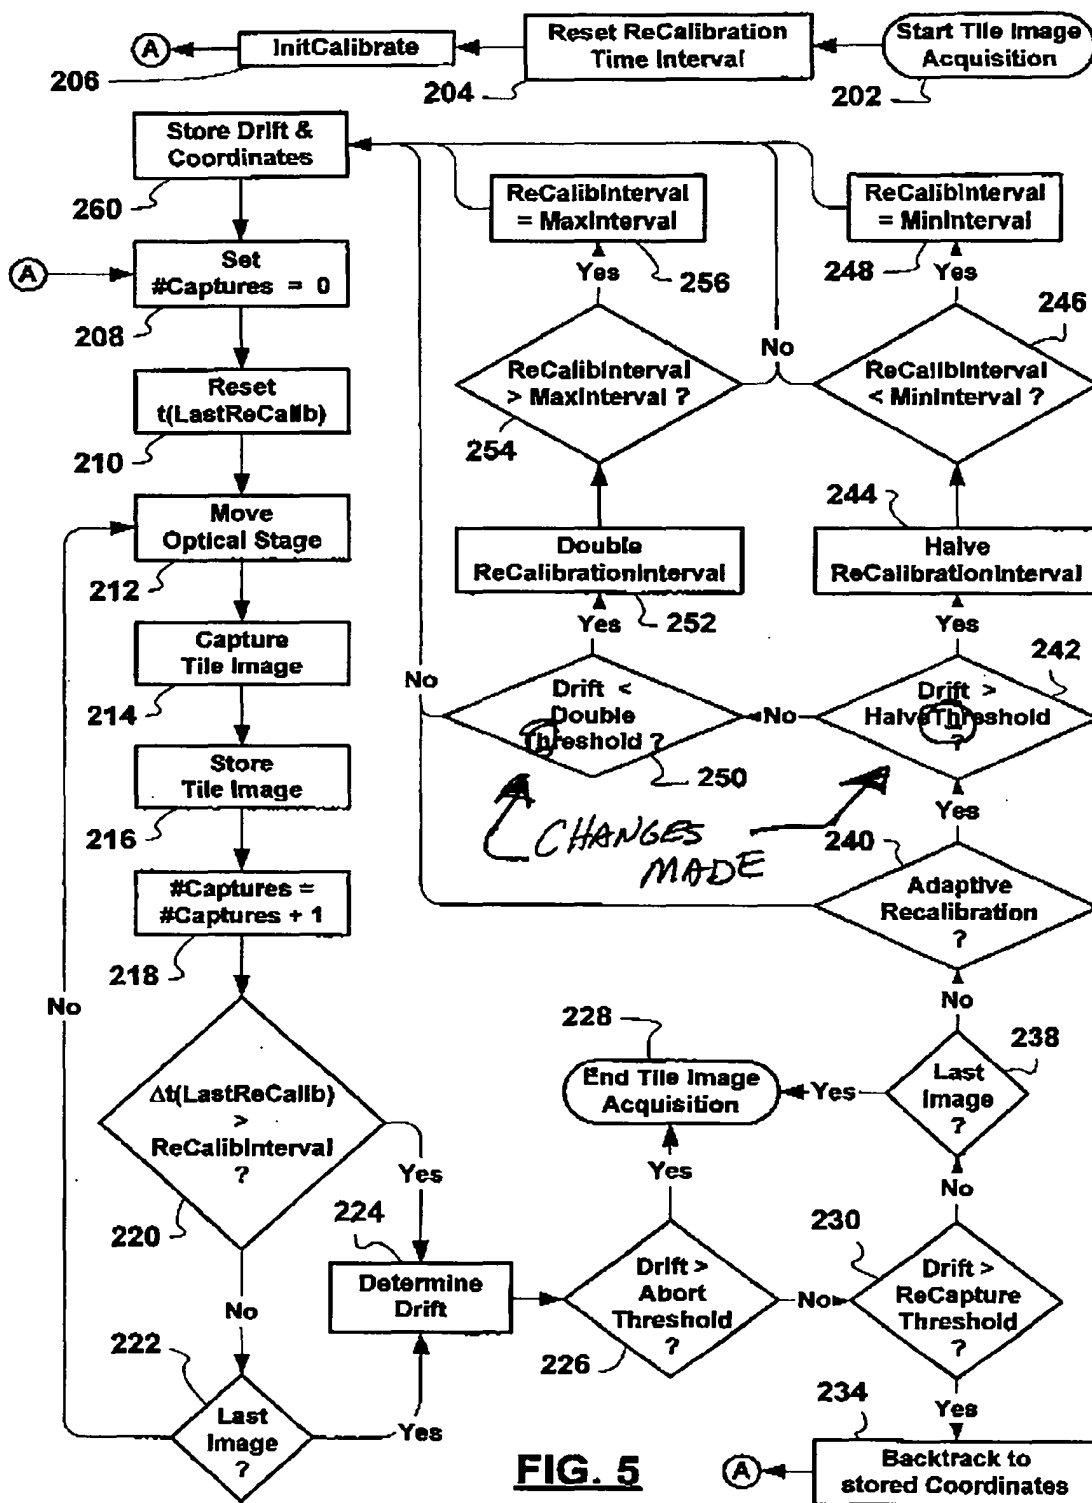 A
InitCalibrate
206
Reset ReCalibration
Time Interval
204
Start Tile Image
Acquisition
202
Store Drift &
Coordinates
260
ReCalibInterval
= MaxInterval
256
ReCalibInterval
= MinInterval
248
A
Set
#Captures = 0
208
Yes
Yes
246
No
ReCalibInterval
> MaxInterval ?
254
ReCalibInterval
< MinInterval ?
Reset
t(LastReCalib)
210
244
Move
Optical Stage
212
Double
ReCalibrationInterval
252
Halve
ReCalibrationInterval
Yes
Yes
Capture
Tile Image
214
No
Drift <
Double
Threshold ?
250
No
Drift >
HalveThreshold
?
242
Store
Tile Image
216
CHANGES
MADE
Yes
240
#Captures =
#Captures + 1
218
Adaptive
Recalibration
?
No
No
228
238
Δt(LastReCalib)
>
ReCalibInterval
?
220
End Tile Image
Acquisition
Yes
Last
Image
?
Yes
Yes
No
224
230
Determine
Drift
Drift >
Abort
Threshold
?
226
No
Drift >
ReCapture
Threshold
?
No
222
Last
Image
?
Yes
234
Yes
FIG. 5
A
Backtrack to
stored Coordinates